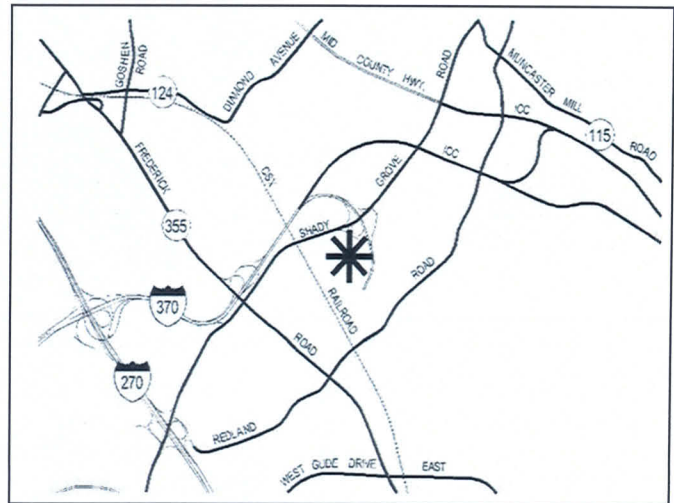 GOSHEN ROAD
124
DIAMOND AVENUE
MID COUNTY HWY.
ROAD
MUNCASTER MILL ROAD
115
ICC
ICC
FREDERICK
355
CSX
GROVE
SHADY
370
270
RAILROAD
ROAD
ROAD
REDLAND
WEST GUDE DRIVE EAST